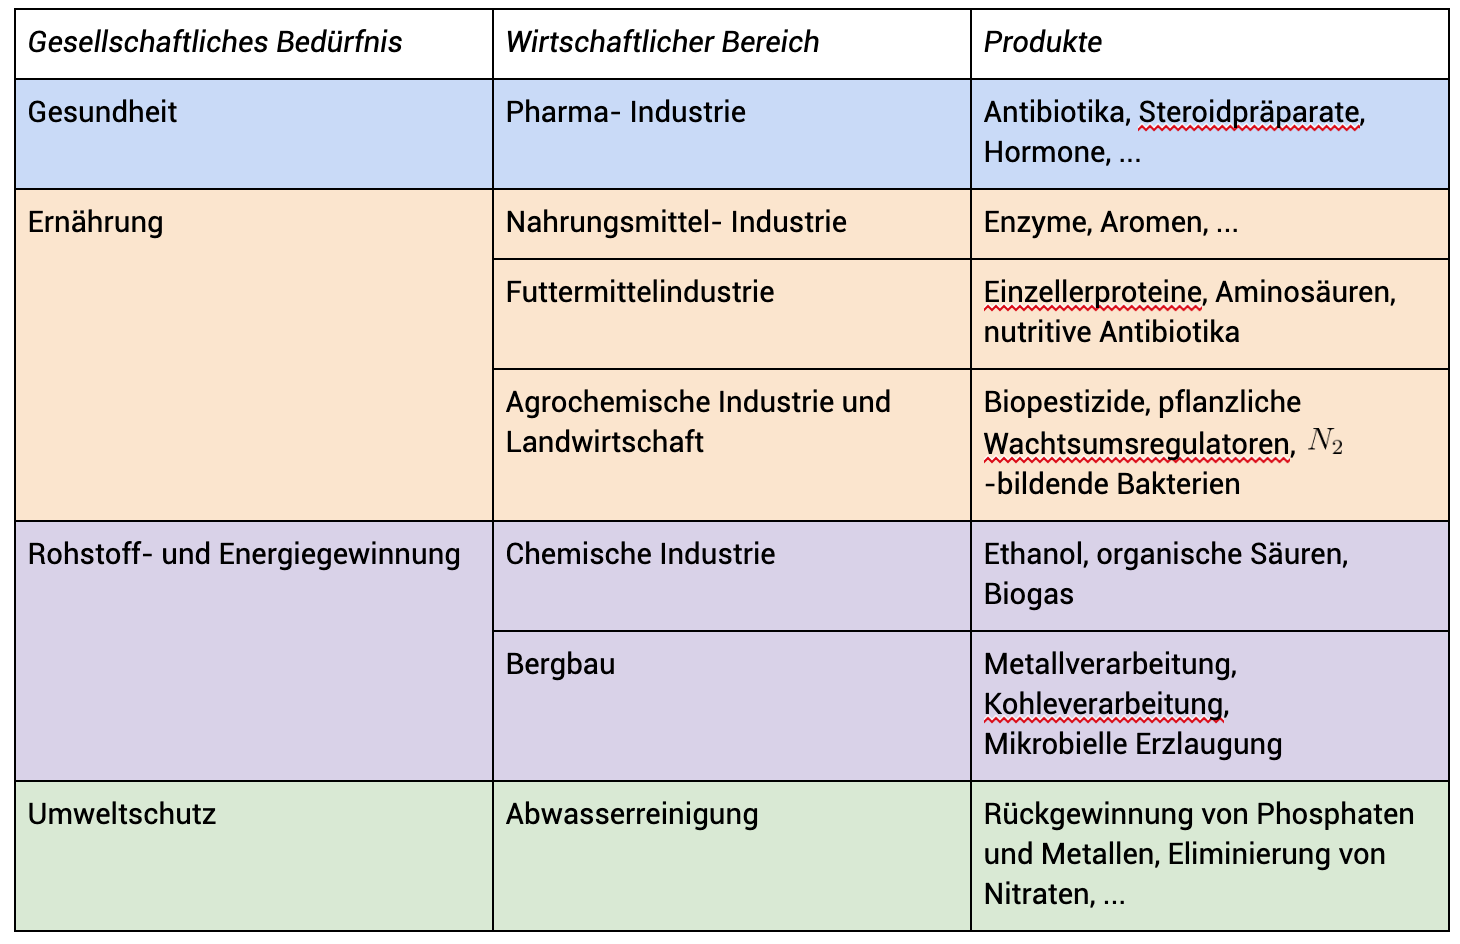 Gesellschaftliches Bedürfnis
Wirtschaftlicher Bereich
Produkte
Gesundheit
Pharma- Industrie
Antibiotika, Steroidpräparate,
Hormone, ...
Ernährung
Nahrungsmittel- Industrie
Enzyme, Aromen, ...
Futtermittelindustrie
Einzellerproteine, Aminosäuren,
nutritive Antibiotika
Agrochemische Industrie und
Landwirtschaft
Biopestizide, pflanzliche
Wachtsumsregulatoren, N₂
-bildende Bakterien
Rohstoff- und Energiegewinnung
Chemische Industrie
Ethanol, organische Säuren,
Biogas
Bergbau
Metallverarbeitung,
Kohleverarbeitung,
Mikrobielle Erzlaugung
Umweltschutz
Abwasserreinigung
Rückgewinnung von Phosphaten
und Metallen, Eliminierung von
Nitraten, ...